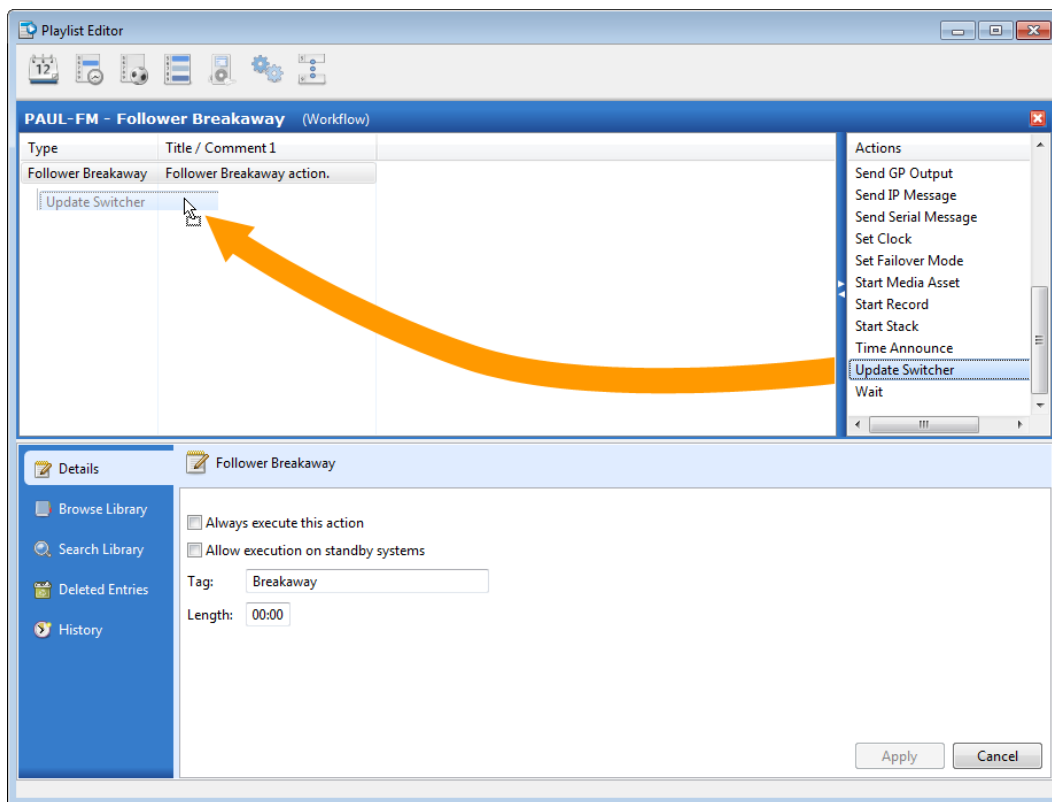 Playlist Editor
12
PAUL-FM - Follower Breakaway (Workflow)
Type Title / Comment 1
Follower Breakaway Follower Breakaway action.
Update Switcher
Actions
Send GP Output
Send IP Message
Send Serial Message
Set Clock
Set Failover Mode
Start Media Asset
Start Record
Start Stack
Time Announce
Update Switcher
Wait
Details
Browse Library
Search Library
Deleted Entries
History
Follower Breakaway
Always execute this action
Allow execution on standby systems
Tag: Breakaway
Length: 00:00
Apply Cancel